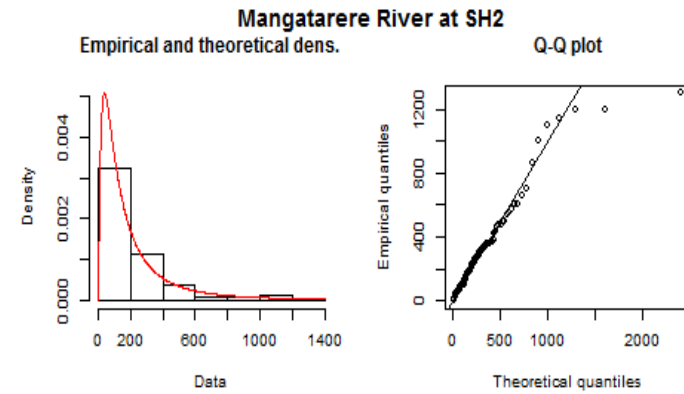 Mangatarere River at SH2
Empirical and theoretical dens.
Density
0.000 0.002 0.004
0 200 600 1000 1400
Data
Q-Q plot
Empirical quantiles
0 400 800 1200
0 500 1000 2000
Theoretical quantiles